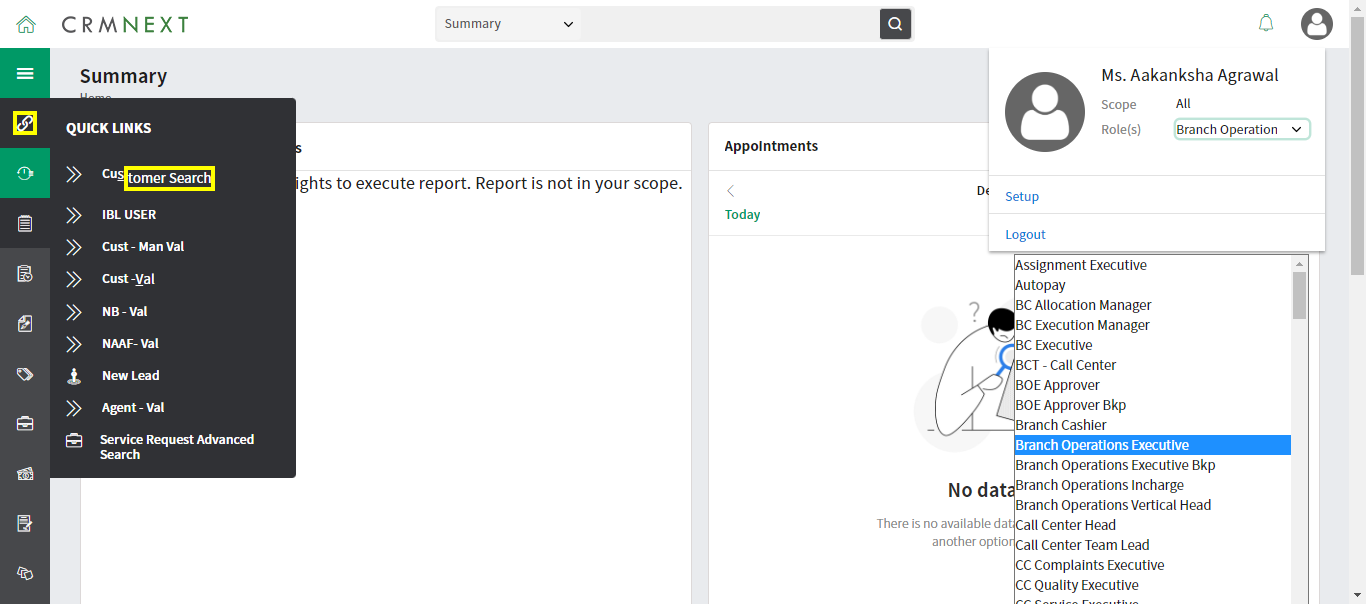 CRMNEXT
Summary
Summary
Home
QUICK LINKS
Customer Search
IBL USER
Cust - Man Val
Cust -Val
NB - Val
NAAF- Val
New Lead
Agent - Val
Service Request Advanced
Search
s
ights to execute report. Report is not in your scope.
Appointments
De
Today
No data
There is no available data
another option
Ms. Aakanksha Agrawal
Scope All
Role(s) Branch Operation
Setup
Logout
Assignment Executive
Autopay
BC Allocation Manager
BC Execution Manager
BC Executive
BCT - Call Center
BOE Approver
BOE Approver Bkp
Branch Cashier
Branch Operations Executive
Branch Operations Executive Bkp
Branch Operations Incharge
Branch Operations Vertical Head
Call Center Head
Call Center Team Lead
CC Complaints Executive
CC Quality Executive
CC Service Executive